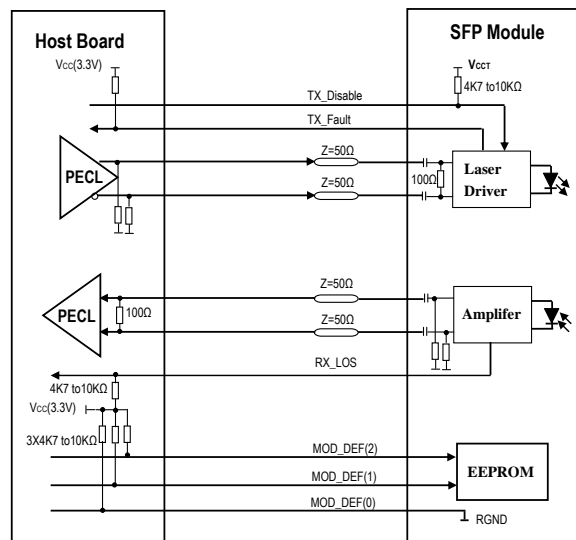 Host Board
SFP Module
Vcc(3.3V)
VCCT
4K7 to10KΩ
TX_Disable
TX_Fault
Z=50Ω
PECL
100Ω
Laser
Driver
Z=50Ω
Z=50Ω
PECL
100Ω
Amplifer
Z=50Ω
RX_LOS
4K7 to10KΩ
Vcc(3.3V)
3X4K7 to10KΩ
MOD_DEF(2)
EEPROM
MOD_DEF(1)
MOD_DEF(0)
RGND